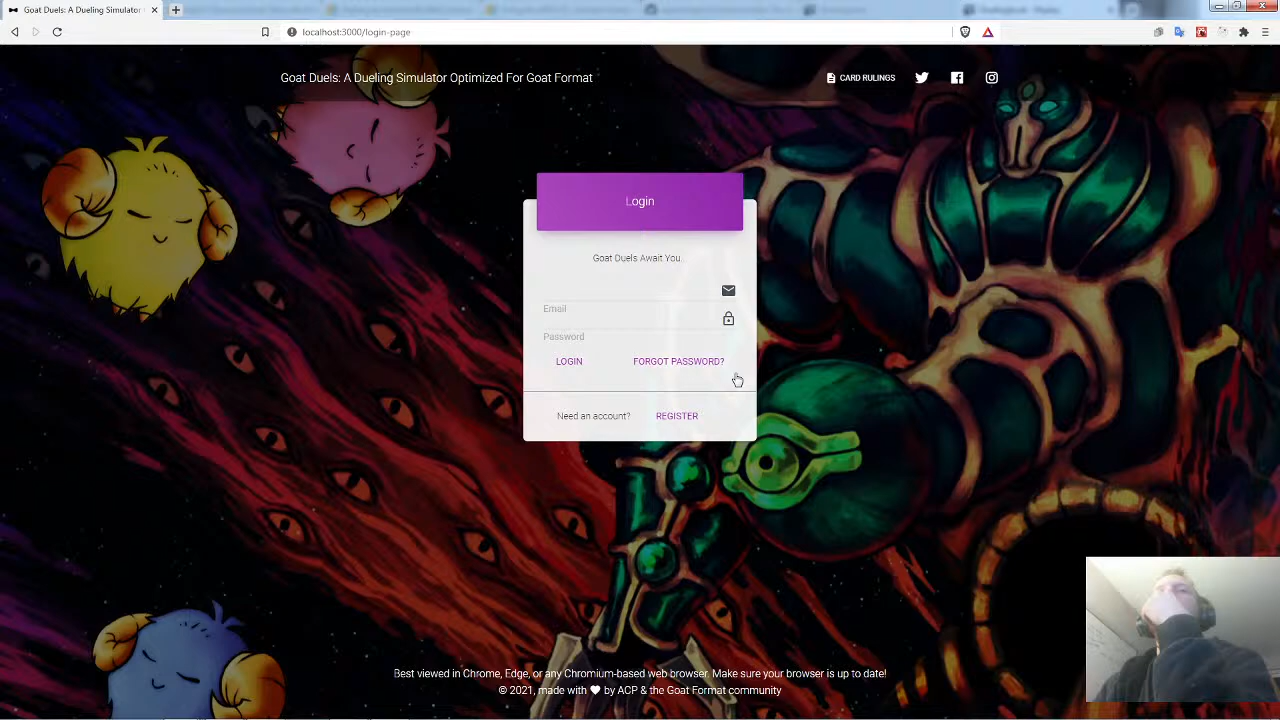 Goat Duels: A Dueling Simulator
localhost:3000/login-page
Goat Duels: A Dueling Simulator Optimized For Goat Format
CARD RULINGS
Login
Goat Duels Await You..
Email
Password
LOGIN
FORGOT PASSWORD?
Need an account?
REGISTER
Best viewed in Chrome, Edge, or any Chromium-based web browser. Make sure your browser is up to date!
© 2021, made with by ACP & the Goat Format community